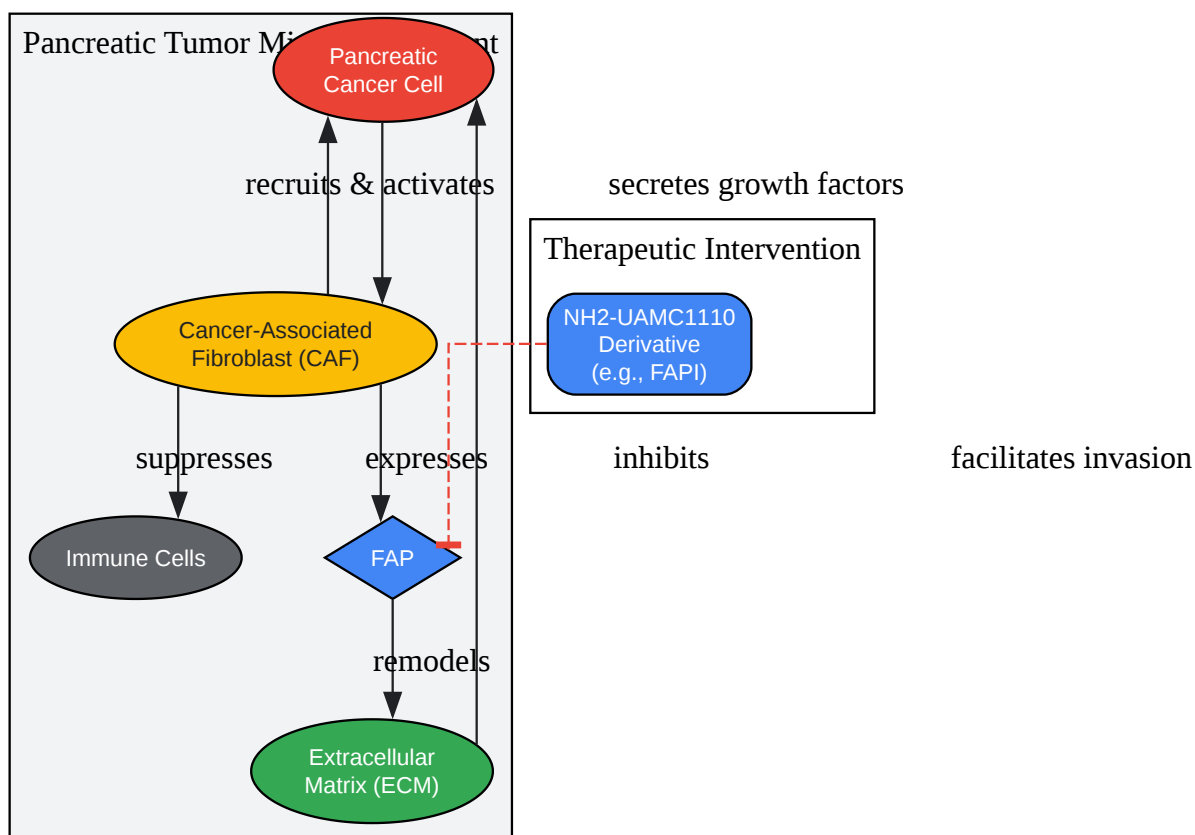 Pancreatic Tumor
Pancreatic
Cancer Cell
recruits & activates
secretes growth factors
Therapeutic Intervention
NH2-UAMC1110
Derivative
(e.g., FAPI)
Cancer-Associated
Fibroblast (CAF)
suppresses
expresses
inhibits
facilitates invasion
Immune Cells
FAP
remodels
Extracellular
Matrix (ECM)